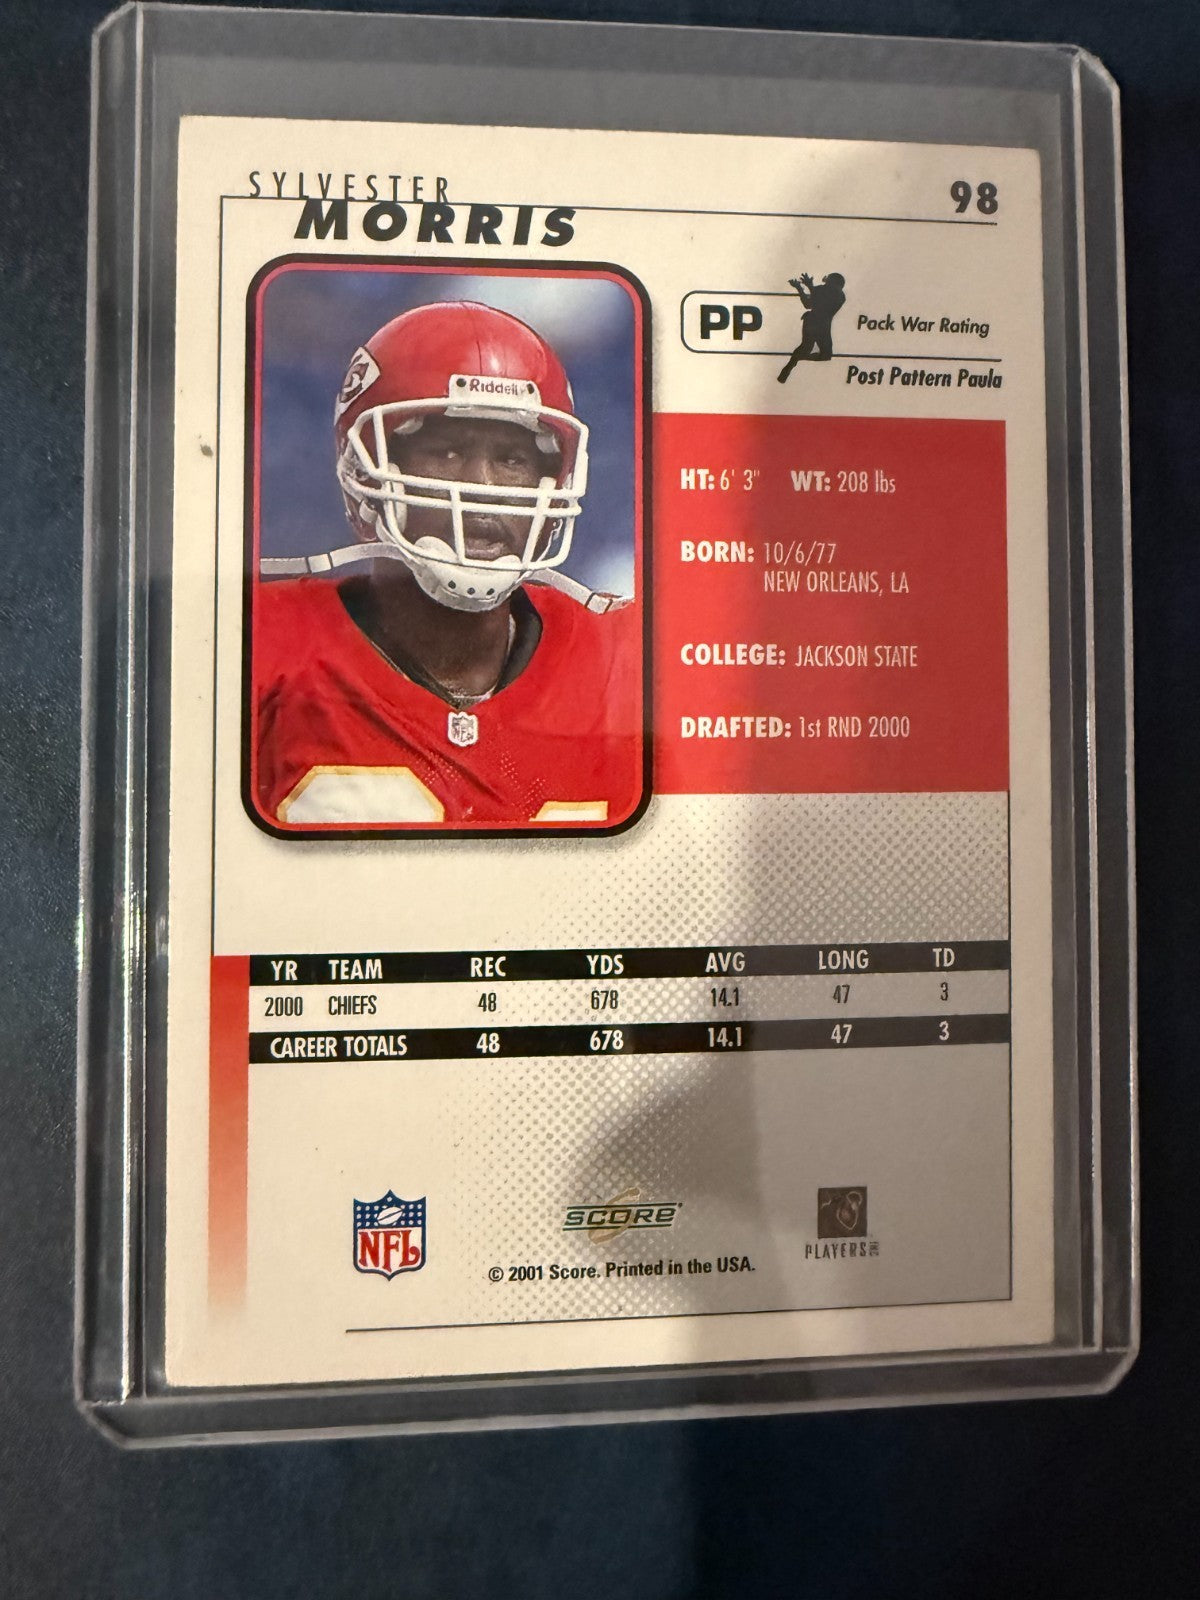 SYLVESTER
MORRIS
98
PP
Pack War Rating
Post Pattern Paula
Riddell
HT: 6' 3" WT: 208 lbs
BORN: 10/6/77
NEW ORLEANS, LA
COLLEGE: JACKSON STATE
DRAFTED: 1st RND 2000
NFL
YR TEAM REC YDS AVG LONG TD
2000 CHIEFS 48 678 14.1 47 3
CAREER TOTALS 48 678 14.1 47 3
NFL
SCORE
PLAYERS INC
© 2001 Score. Printed in the USA.